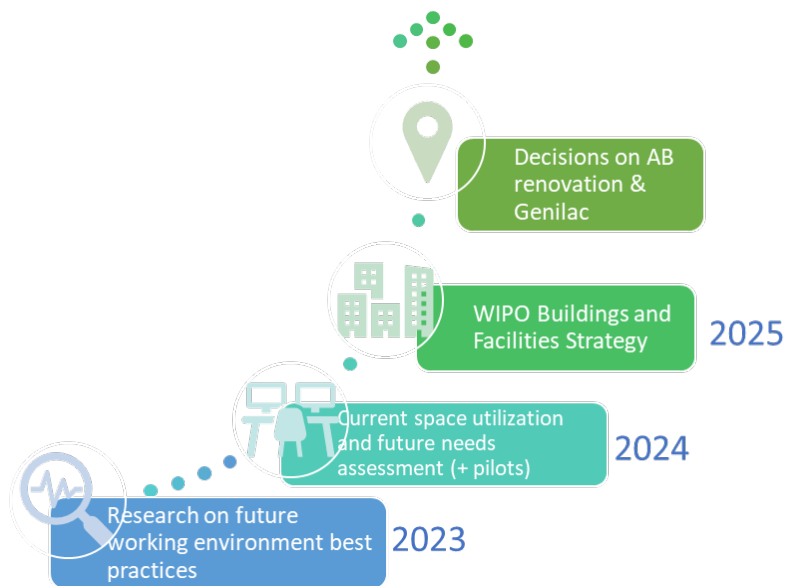 Decisions on AB
renovation &
Genilac
WIPO Buildings and
Facilities Strategy
2025
Current space utilization
and future needs
assessment (+ pilots)
2024
Research on future
working environment best
practices
2023